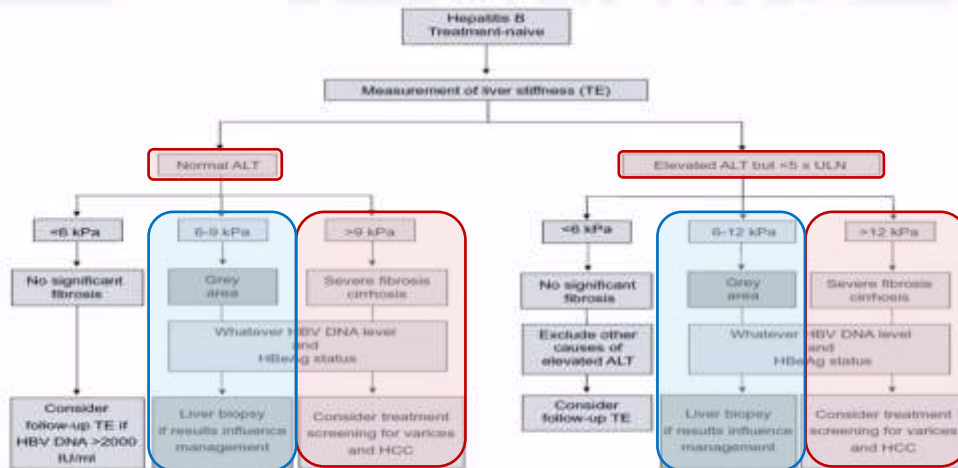 Hepatitis B
Treatment-naive
Measurement of liver stiffness (TE)
Normal ALT
Elevated ALT but <5 x ULN
<6 kPa
6-9 kPa
>9 kPa
<6 kPa
6-12 kPa
>12 kPa
No significant
fibrosis
Grey
area
Severe fibrosis
cirrhosis
No significant
fibrosis
Grey
area
Severe fibrosis
cirrhosis
Whatever HBV DNA level
and
HBeAg status
Exclude other
causes of
elevated ALT
Whatever HBV DNA level
and
HBeAg status
Consider
follow-up TE if
HBV DNA >2000
IU/ml
Liver biopsy
if results influence
management
Consider treatment
screening for varices
and HCC
Consider
follow-up TE
Liver biopsy
if results influence
management
Consider treatment
screening for varices
and HCC